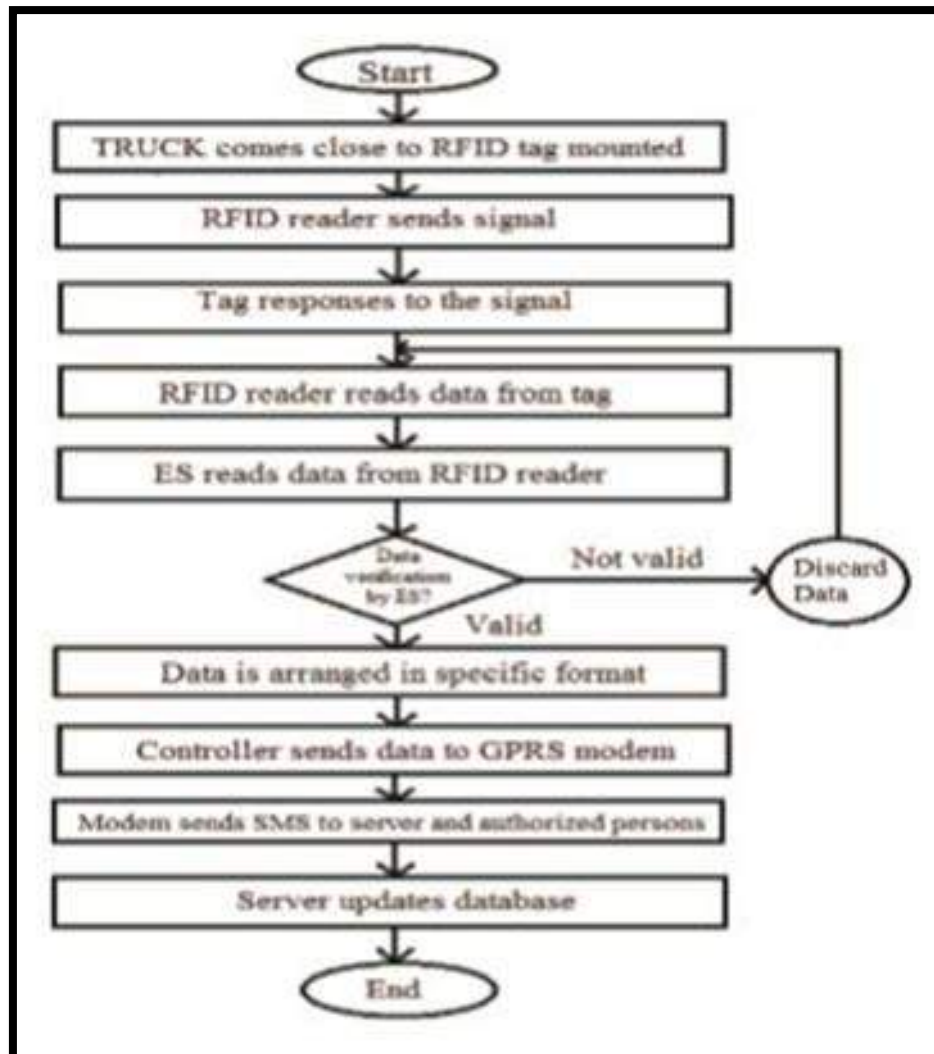 Start
TRUCK comes close to RFID tag mounted
RFID reader sends signal
Tag responses to the signal
RFID reader reads data from tag
ES reads data from RFID reader
Data
verification
by ES?
Not valid
Discard
Data
Valid
Data is arranged in specific format
Controller sends data to GPRS modem
Modem sends SMS to server and authorized persons
Server updates database
End